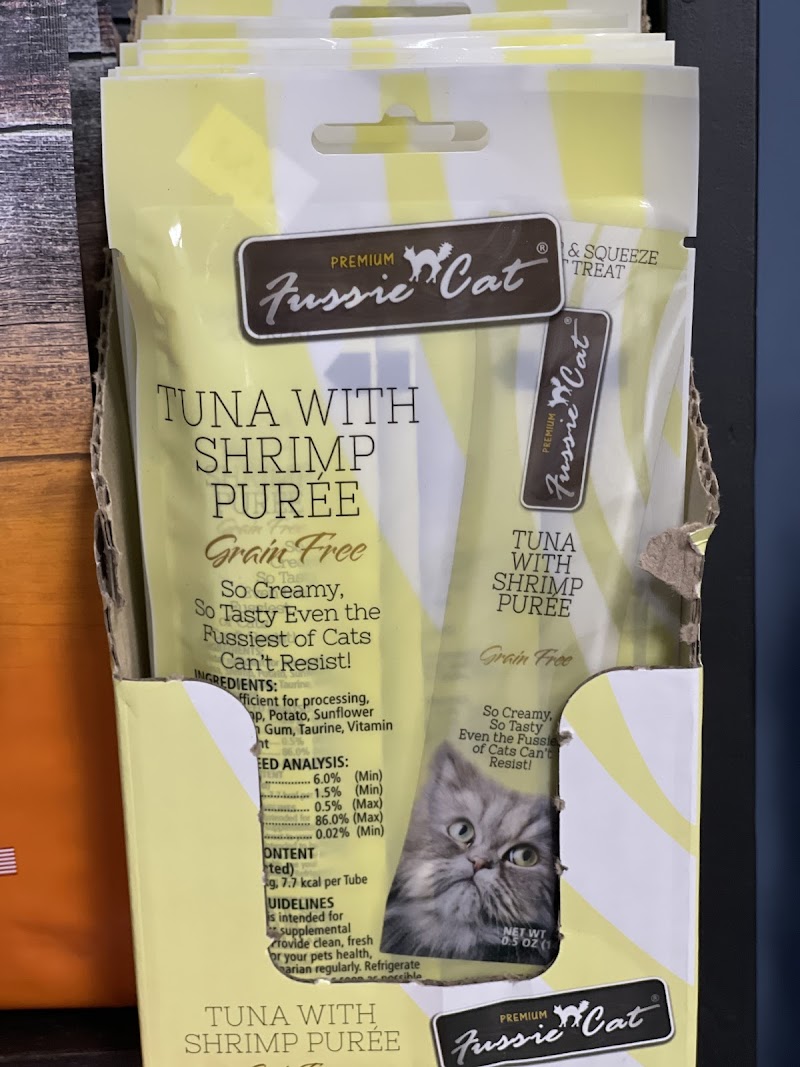 PREMIUM
Fussie Cat®
& SQUEEZE
TREAT
PREMIUM
Fussie Cat®
TUNA WITH
SHRIMP
PURÉE
Grain Free
So Creamy,
So Tasty Even the
Fussiest of Cats
Can't Resist!
INGREDIENTS:
fficient for processing,
Potato, Sunflower
Gum, Taurine, Vitamin
ANALYSIS:
6.0% (Min)
1.5% (Min)
0.5% (Max)
86.0% (Max)
0.02% (Min)
ONTENT
7.7 kcal per Tube
UIDELINES
is intended for
supplemental
rovide clean, fresh
or your pets health,
regularly. Refrigerate
soon as possible
TUNA
WITH
SHRIMP
PURÉE
Grain Free
So Creamy,
So Tasty
Even the Fussie
of Cats Can't
Resist!
NET WT
0.5 OZ (1
TUNA WITH
SHRIMP PURÉE
PREMIUM
Fussie Cat®